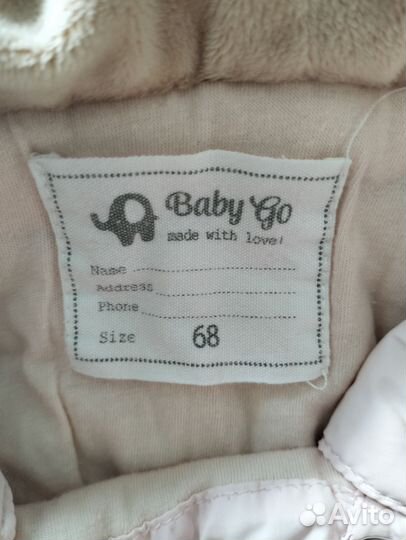 Baby Go
made with love!
Name
Address
Phone
Size 68
Avito